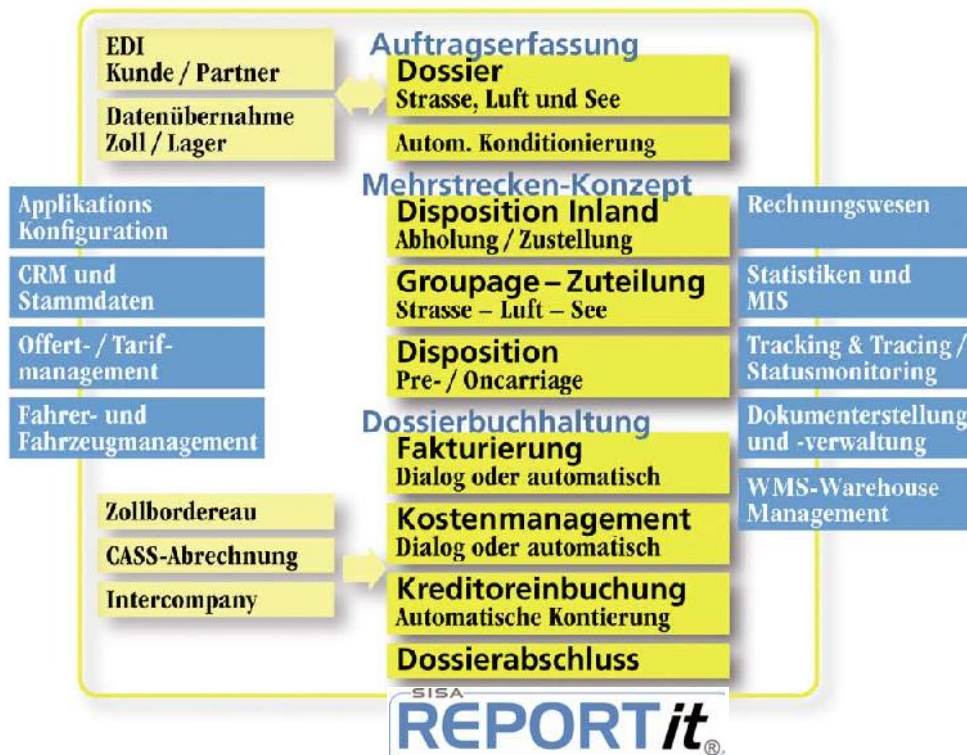 EDI
Kunde / Partner
Datenübernahme
Zoll / Lager
Auftragserfassung
Dossier
Strasse, Luft und See
Autom. Konditionierung
Applikations
Konfiguration
CRM und
Stammdaten
Offert- / Tarif-
management
Fahrer- und
Fahrzeugmanagement
Mehrstrecken-Konzept
Disposition Inland
Abholung / Zustellung
Groupage – Zuteilung
Strasse – Luft – See
Disposition
Pre- / Oncarriage
Rechnungswesen
Statistiken und
MIS
Tracking & Tracing /
Statusmonitoring
Dokumenterstellung
und -verwaltung
WMS-Warehouse
Management
Zollbordereau
CASS-Abrechnung
Intercompany
Dossierbuchhaltung
Fakturierung
Dialog oder automatisch
Kostenmanagement
Dialog oder automatisch
Kreditoreinbuchung
Automatische Kontierung
Dossierabschluss
SISA
REPORTit®